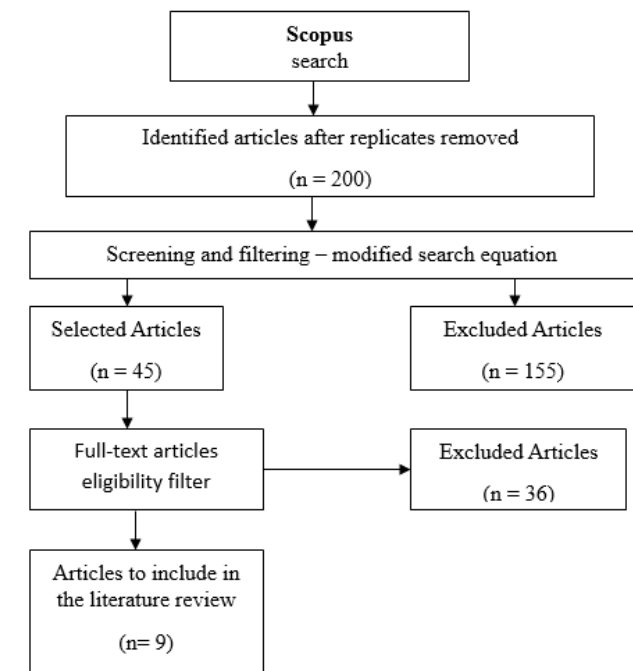 Scopus
search
Identified articles after replicates removed
(n = 200)
Screening and filtering – modified search equation
Selected Articles
(n = 45)
Excluded Articles
(n = 155)
Full-text articles
eligibility filter
Excluded Articles
(n = 36)
Articles to include in
the literature review
(n= 9)